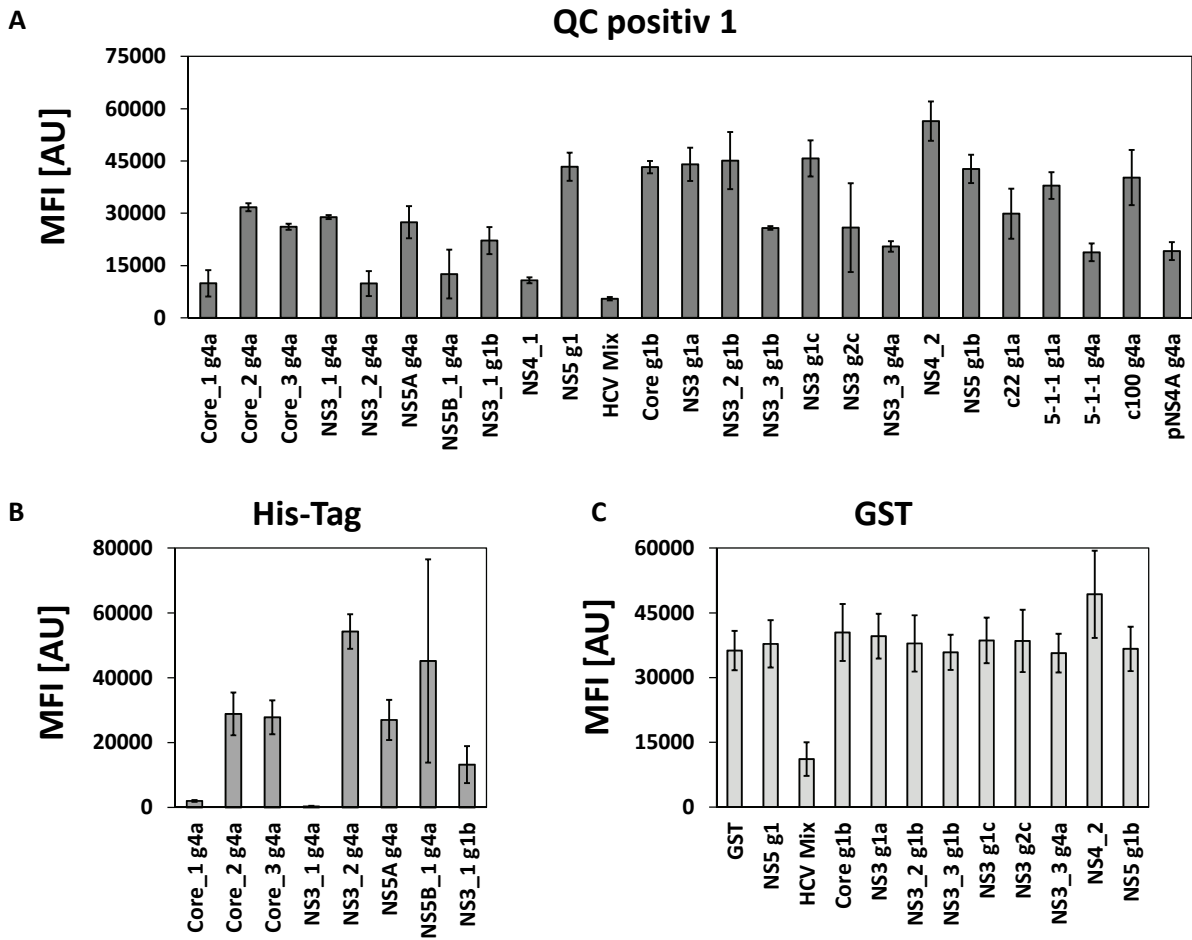 A
QC positiv 1
MFI [AU]
75000
60000
45000
30000
15000
0
Core_1 g4a
Core_2 g4a
Core_3 g4a
NS3_1 g4a
NS3_2 g4a
NS5A g4a
NS5B_1 g4a
NS3_1 g1b
NS4_1
NS5 g1
HCV Mix
Core g1b
NS3 g1a
NS3_2 g1b
NS3_3 g1b
NS3 g1c
NS3 g2c
NS3_3 g4a
NS4_2
NS5 g1b
c22 g1a
5-1-1 g1a
5-1-1 g4a
c100 g4a
pNS4A g4a
B
His-Tag
MFI [AU]
80000
60000
40000
20000
0
Core_1 g4a
Core_2 g4a
Core_3 g4a
NS3_1 g4a
NS3_2 g4a
NS5A g4a
NS5B_1 g4a
NS3_1 g1b
C
GST
MFI [AU]
60000
45000
30000
15000
0
GST
NS5 g1
HCV Mix
Core g1b
NS3 g1a
NS3_2 g1b
NS3_3 g1b
NS3 g1c
NS3 g2c
NS3_3 g4a
NS4_2
NS5 g1b